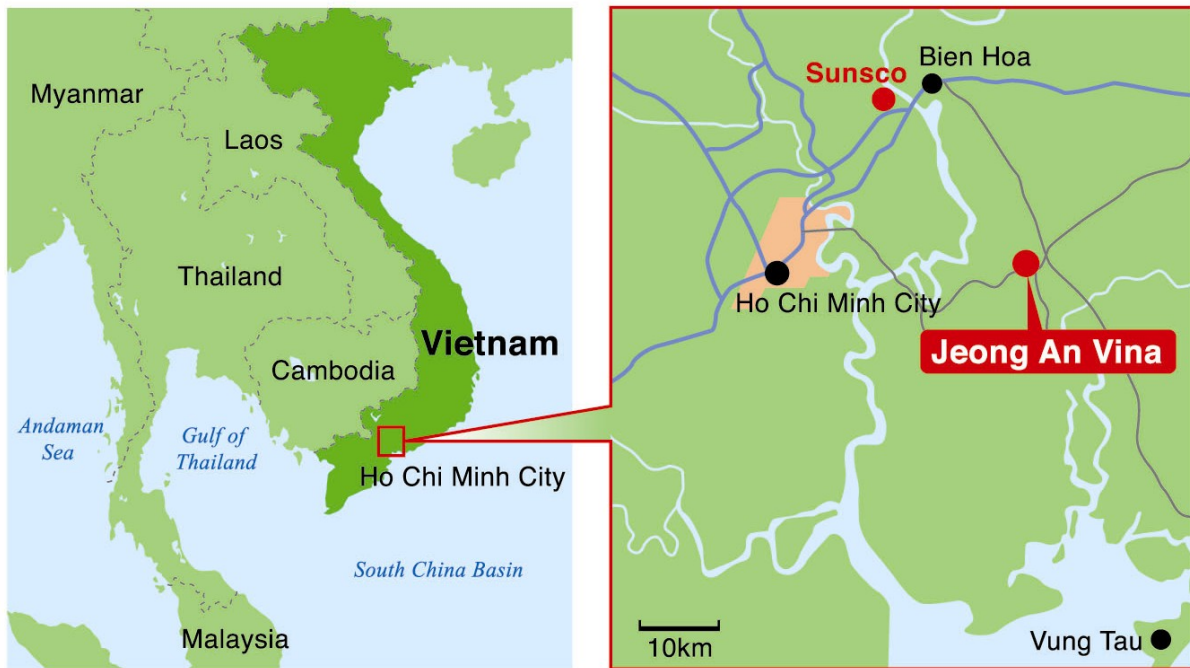 Myanmar
Laos
Thailand
Vietnam
Cambodia
Andaman
Sea
Gulf of
Thailand
Ho Chi Minh City
South China Basin
Malaysia
Bien Hoa
Sunsco
Ho Chi Minh City
Jeong An Vina
10km
Vung Tau